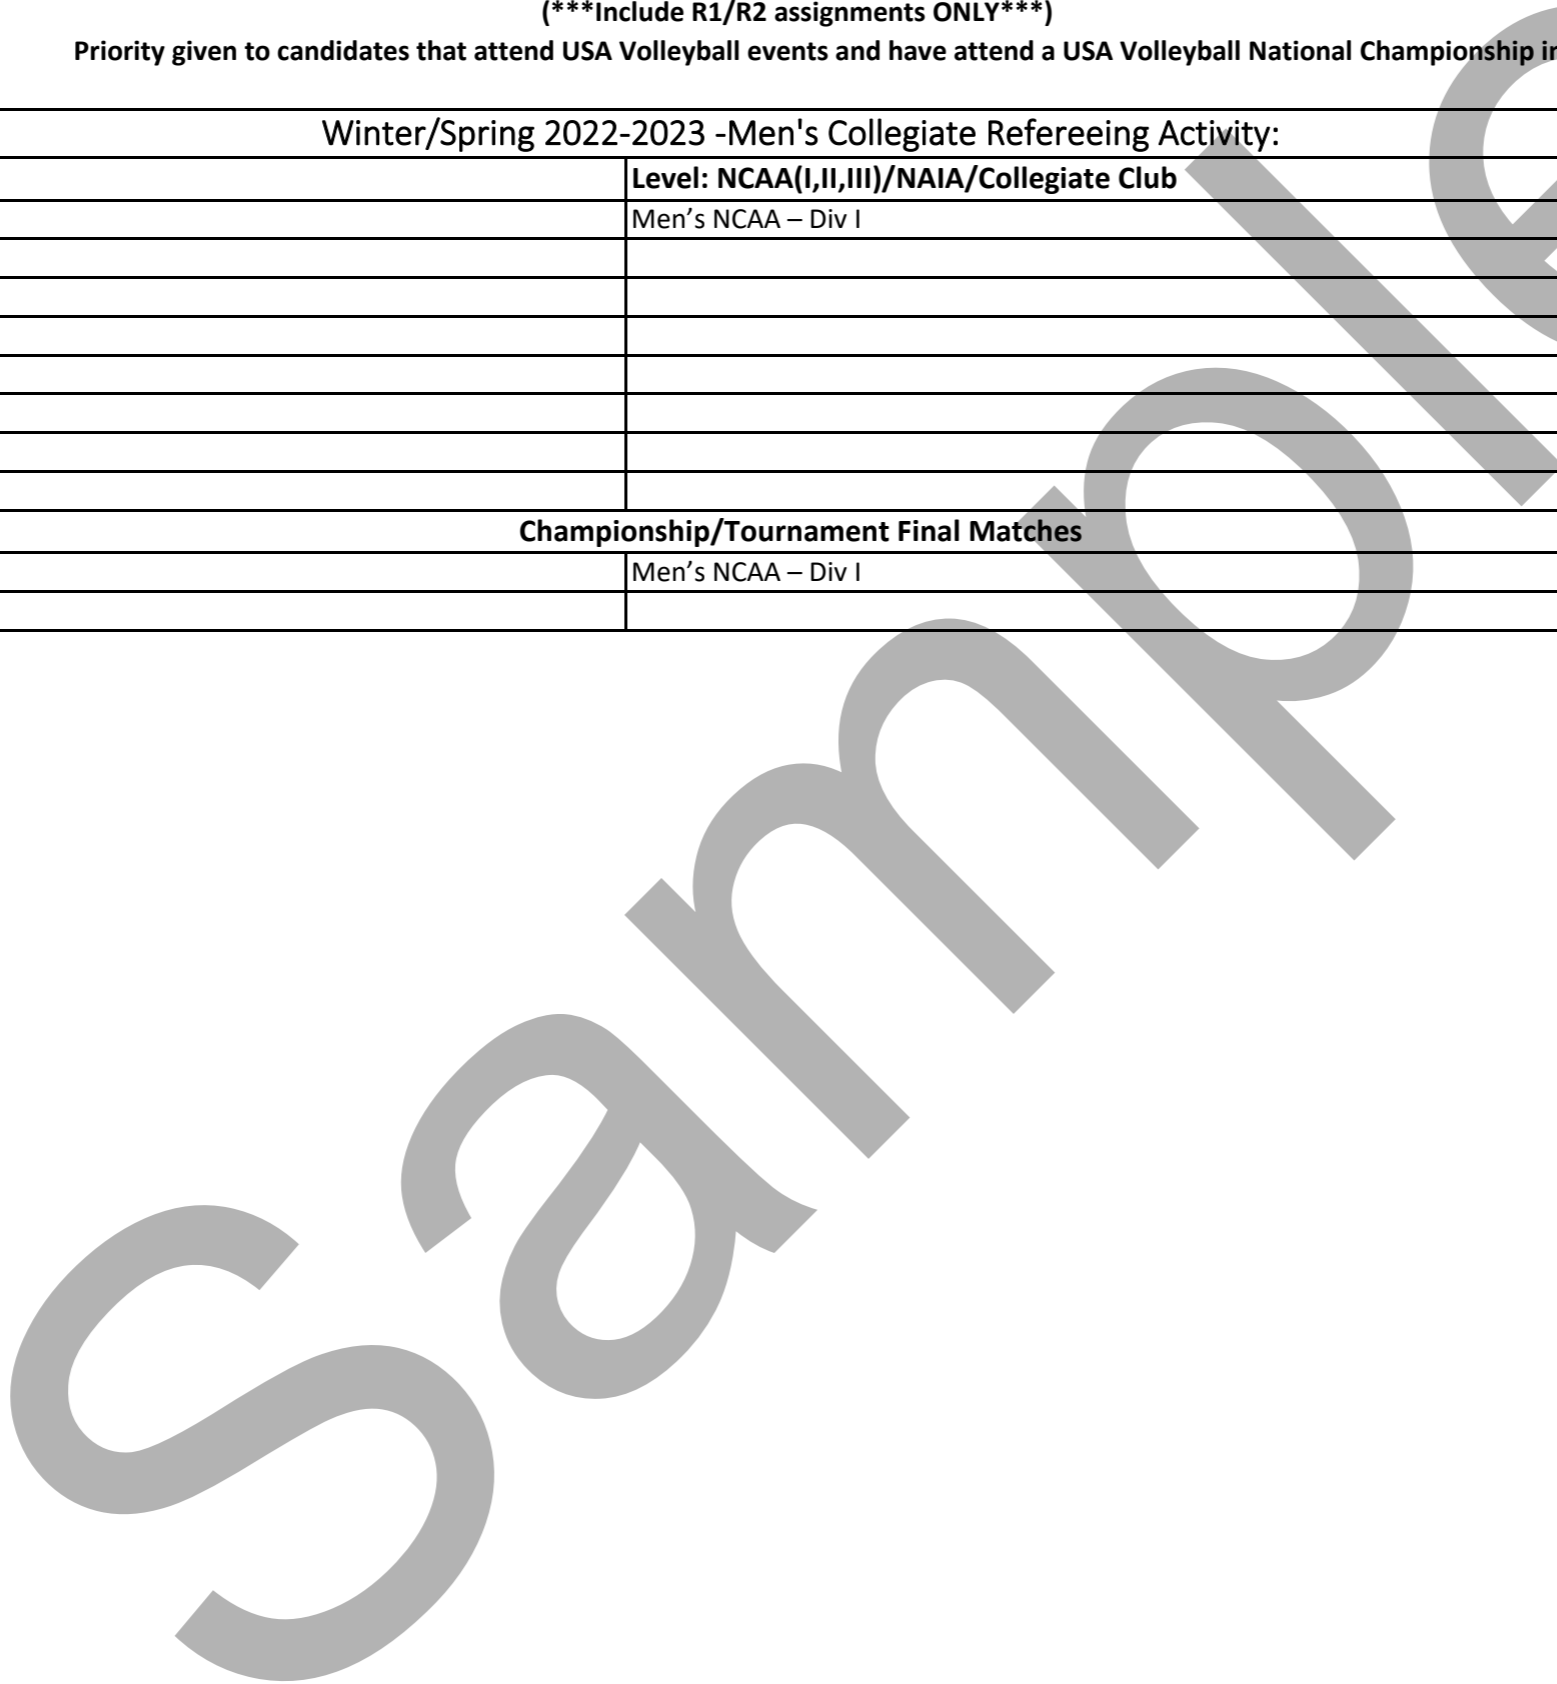 (***Include R1/R2 assignments ONLY***)
Priority given to candidates that attend USA Volleyball events and have attend a USA Volleyball National Championship in
Winter/Spring 2022-2023 -Men's Collegiate Refereeing Activity:
Level: NCAA(I,II,III)/NAIA/Collegiate Club
Men’s NCAA – Div I
Championship/Tournament Final Matches
Men’s NCAA – Div I
Sample